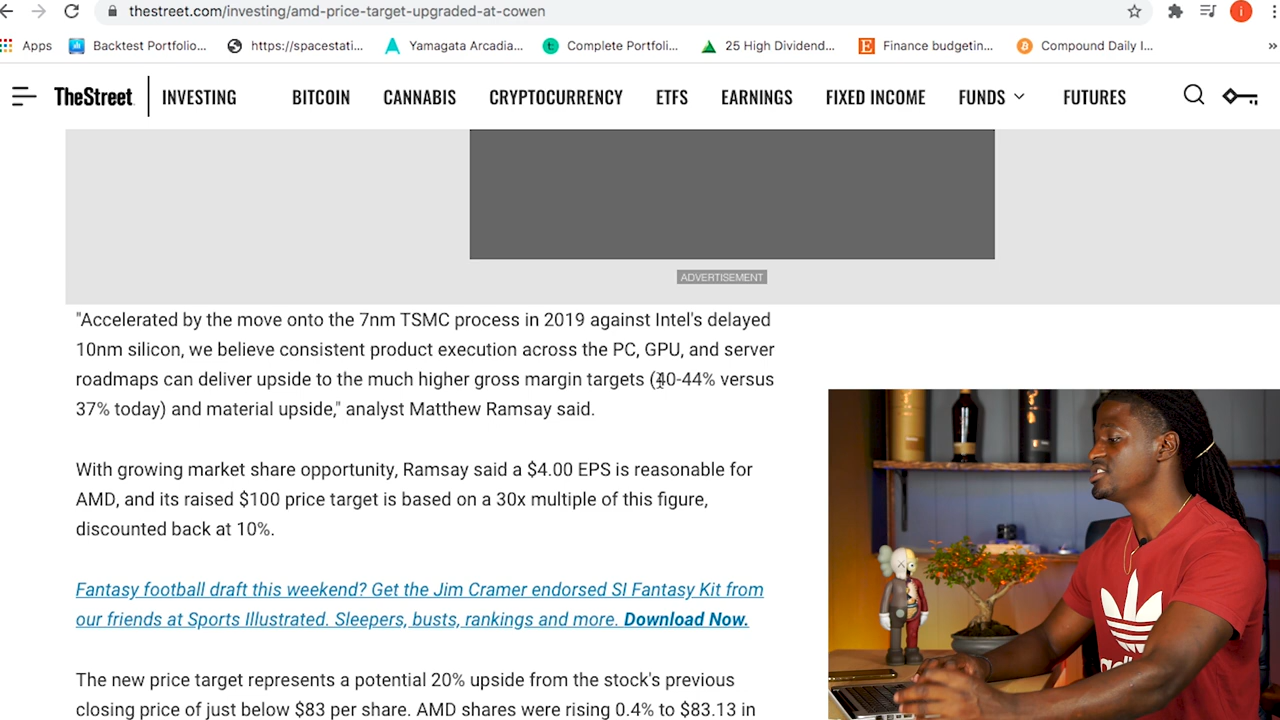 thestreet.com/investing/amd-price-target-upgraded-at-cowen
i
Apps Backtest Portfolio... https://spacestati... Yamagata Arcadia... Complete Portfoli... 25 High Dividend... Finance budgetin... Compound Daily I... »
TheStreet INVESTING BITCOIN CANNABIS CRYPTOCURRENCY ETFS EARNINGS FIXED INCOME FUNDS FUTURES
ADVERTISEMENT
"Accelerated by the move onto the 7nm TSMC process in 2019 against Intel's delayed
10nm silicon, we believe consistent product execution across the PC, GPU, and server
roadmaps can deliver upside to the much higher gross margin targets (40-44% versus
37% today) and material upside," analyst Matthew Ramsay said.
With growing market share opportunity, Ramsay said a $4.00 EPS is reasonable for
AMD, and its raised $100 price target is based on a 30x multiple of this figure,
discounted back at 10%.
Fantasy football draft this weekend? Get the Jim Cramer endorsed SI Fantasy Kit from
our friends at Sports Illustrated. Sleepers, busts, rankings and more. Download Now.
The new price target represents a potential 20% upside from the stock's previous
closing price of just below $83 per share. AMD shares were rising 0.4% to $83.13 in